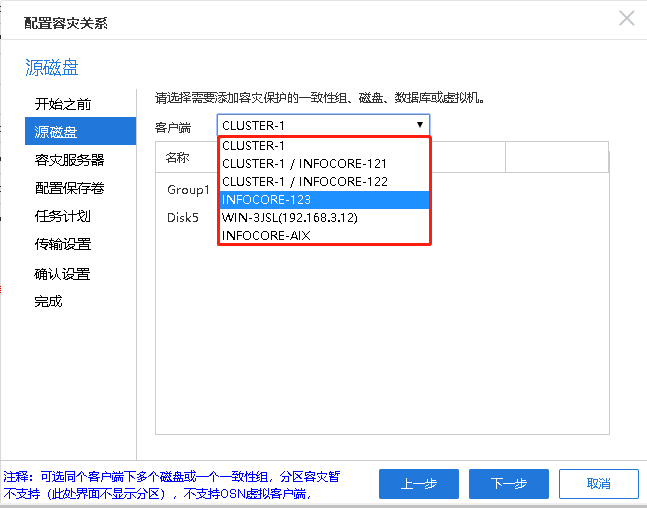 配置容灾关系
源磁盘
开始之前
源磁盘
容灾服务器
配置保存卷
任务计划
传输设置
确认设置
完成
请选择需要添加容灾保护的一致性组、磁盘、数据库或虚拟机。
客户端
CLUSTER-1
CLUSTER-1
CLUSTER-1 / INFOCORE-121
CLUSTER-1 / INFOCORE-122
INFOCORE-123
WIN-3JSL(192.168.3.12)
INFOCORE-AIX
名称
Group1
Disk5
注释：可选同个客户端下多个磁盘或一个一致性组，分区容灾暂
不支持（此处界面不显示分区），不支持OSN虚拟客户端，
上一步
下一步
取消